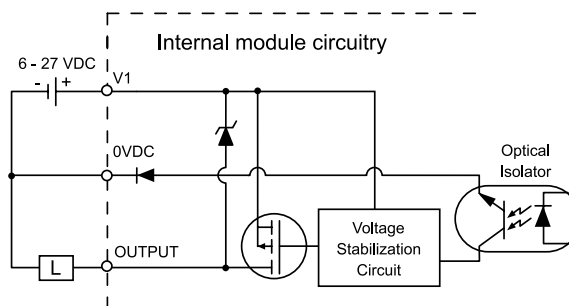 Internal module circuitry
6 - 27 VDC
- +
V1
0VDC
Optical
Isolator
Voltage
Stabilization
Circuit
OUTPUT
L